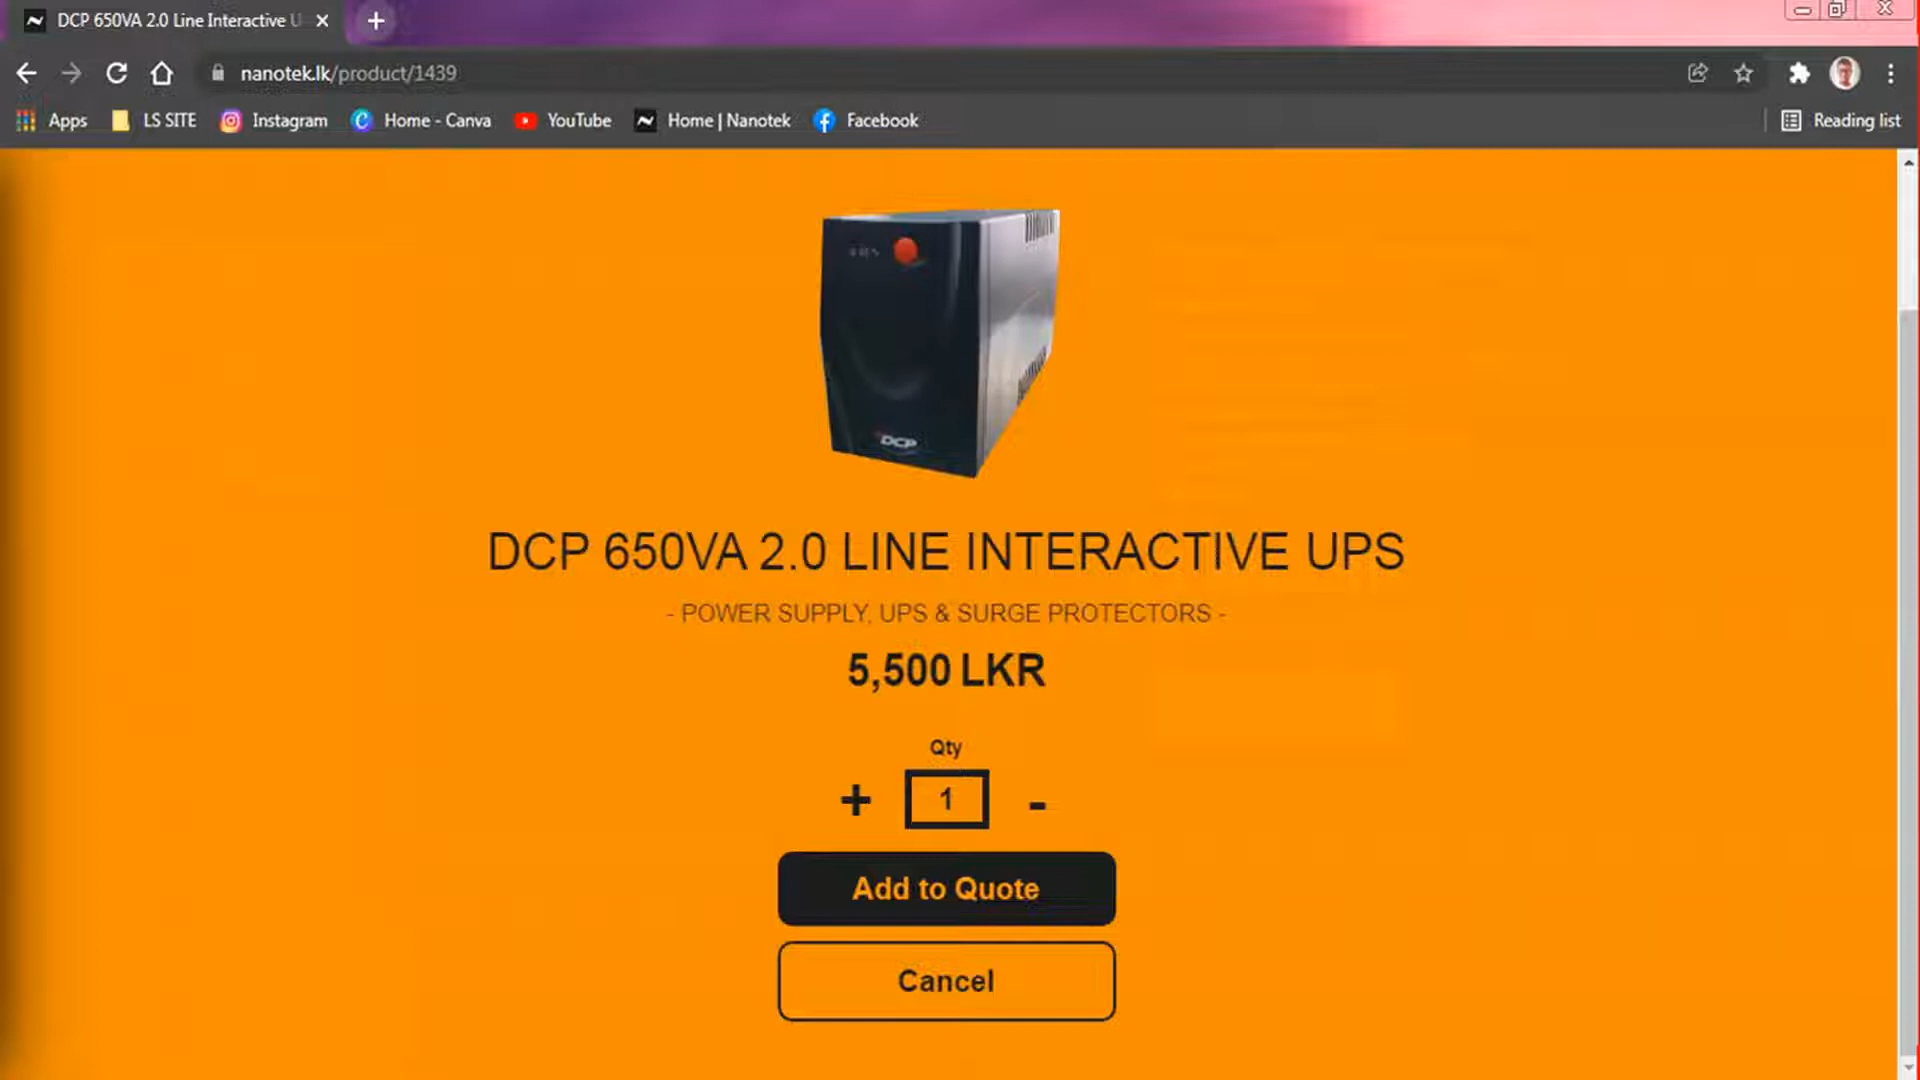 DCP 650VA 2.0 Line Interactive U
nanotek.lk/product/1439
Apps LS SITE Instagram Home - Canva YouTube Home | Nanotek Facebook Reading list
DCP
DCP 650VA 2.0 LINE INTERACTIVE UPS
- POWER SUPPLY, UPS & SURGE PROTECTORS -
5,500 LKR
Qty
+ 1 -
Add to Quote
Cancel